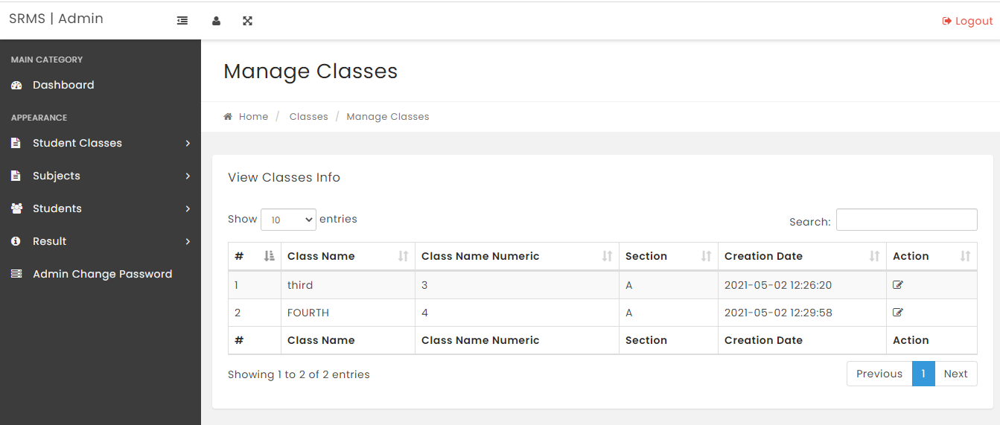 SRMS | Admin
Logout
MAIN CATEGORY
Dashboard
APPEARANCE
Student Classes
Subjects
Students
Result
Admin Change Password
Manage Classes
Home / Classes / Manage Classes
View Classes Info
Show 10 entries
Search:
# Class Name Class Name Numeric Section Creation Date Action
1 third 3 A 2021-05-02 12:26:20
2 FOURTH 4 A 2021-05-02 12:29:58
# Class Name Class Name Numeric Section Creation Date Action
Showing 1 to 2 of 2 entries
Previous 1 Next